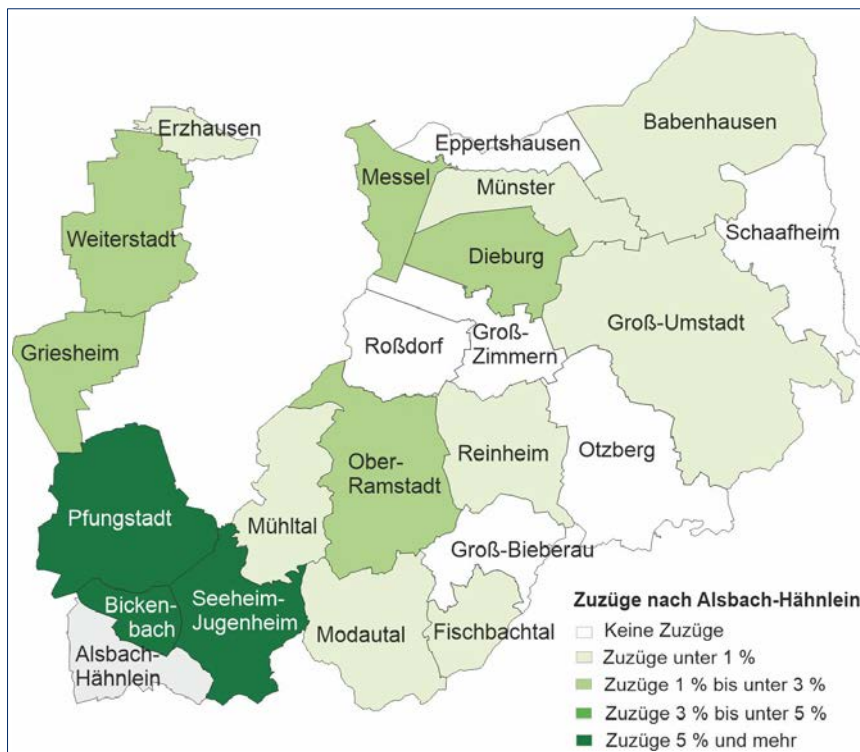 Erzhausen
Babenhausen
Eppertshausen
Messel
Münster
Weiterstadt
Schaafheim
Dieburg
Groß-Umstadt
Griesheim
Roßdorf
Groß-
Zimmern
Ober-
Ramstadt
Reinheim
Otzberg
Pfungstadt
Mühltal
Groß-Bieberau
Bicken-
bach
Seeheim-
Jugenheim
Modautal
Fischbachtal
Alsbach-
Hähnlein
Zuzüge nach Alsbach-Hähnlein
Keine Zuzüge
Zuzüge unter 1 %
Zuzüge 1 % bis unter 3 %
Zuzüge 3 % bis unter 5 %
Zuzüge 5 % und mehr